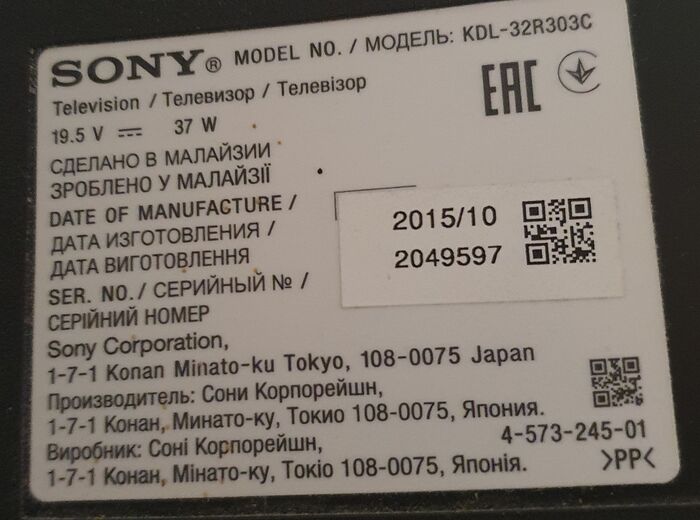 SONY® MODEL NO. / МОДЕЛЬ: KDL-32R303C
Television / Телевизор / Телевізор
19.5 V ⎓ 37 W
EAC
СДЕЛАНО В МАЛАЙЗИИ
ЗРОБЛЕНО У МАЛАЙЗІЇ
DATE OF MANUFACTURE /
ДАТА ИЗГОТОВЛЕНИЯ /
ДАТА ВИГОТОВЛЕННЯ
2015/10
SER. NO./ СЕРИЙНЫЙ № /
СЕРІЙНИЙ НОМЕР
2049597
Sony Corporation,
1-7-1 Konan Minato-ku Tokyo, 108-0075 Japan
Производитель: Сони Корпорейшн,
1-7-1 Конан, Минато-ку, Токио 108-0075, Япония.
Виробник: Соні Корпорейшн,
1-7-1 Конан, Мінато-ку, Токіо 108-0075, Японія.
4-573-245-01
>PP<